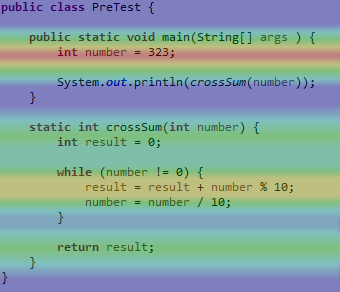 public class PreTest {
public static void main(String[] args ) {
int number = 323;
System.out.println(crossSum(number));
}
static int crossSum(int number) {
int result = 0;
while (number != 0) {
result = result + number % 10;
number = number / 10;
}
return result;
}
}